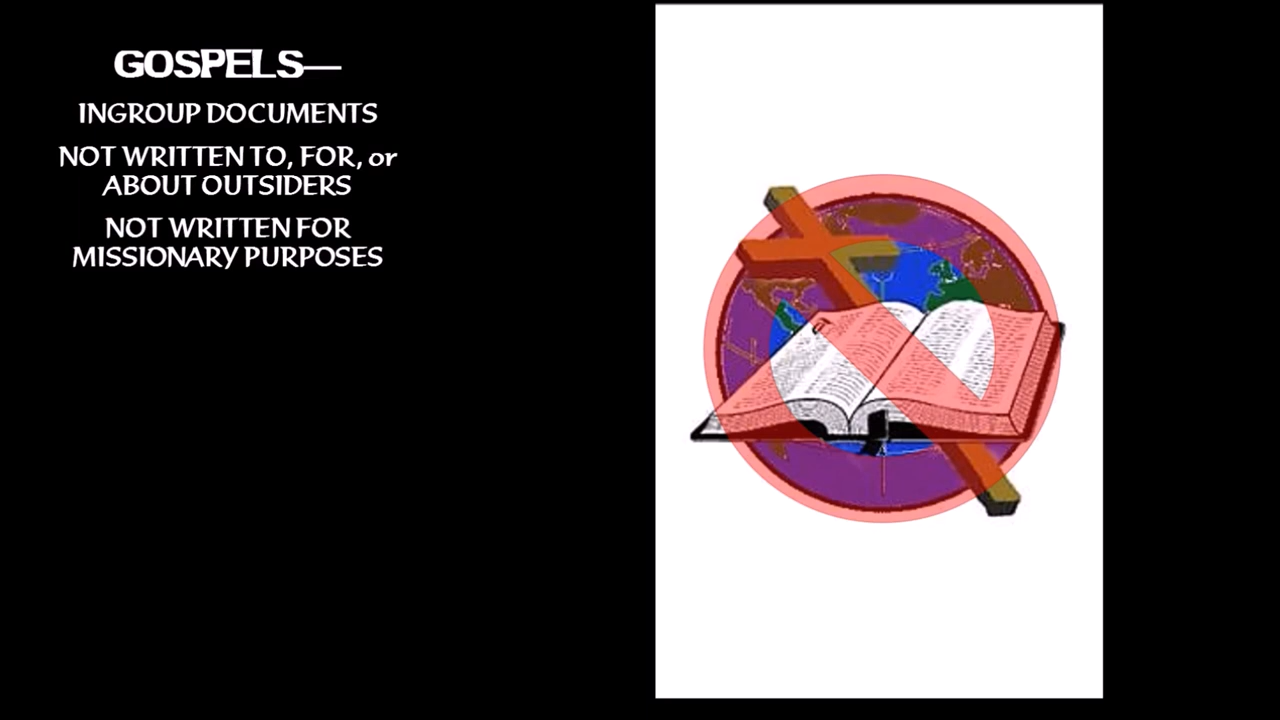 GOSPELS—
INGROUP DOCUMENTS
NOT WRITTEN TO, FOR, or
ABOUT OUTSIDERS
NOT WRITTEN FOR
MISSIONARY PURPOSES